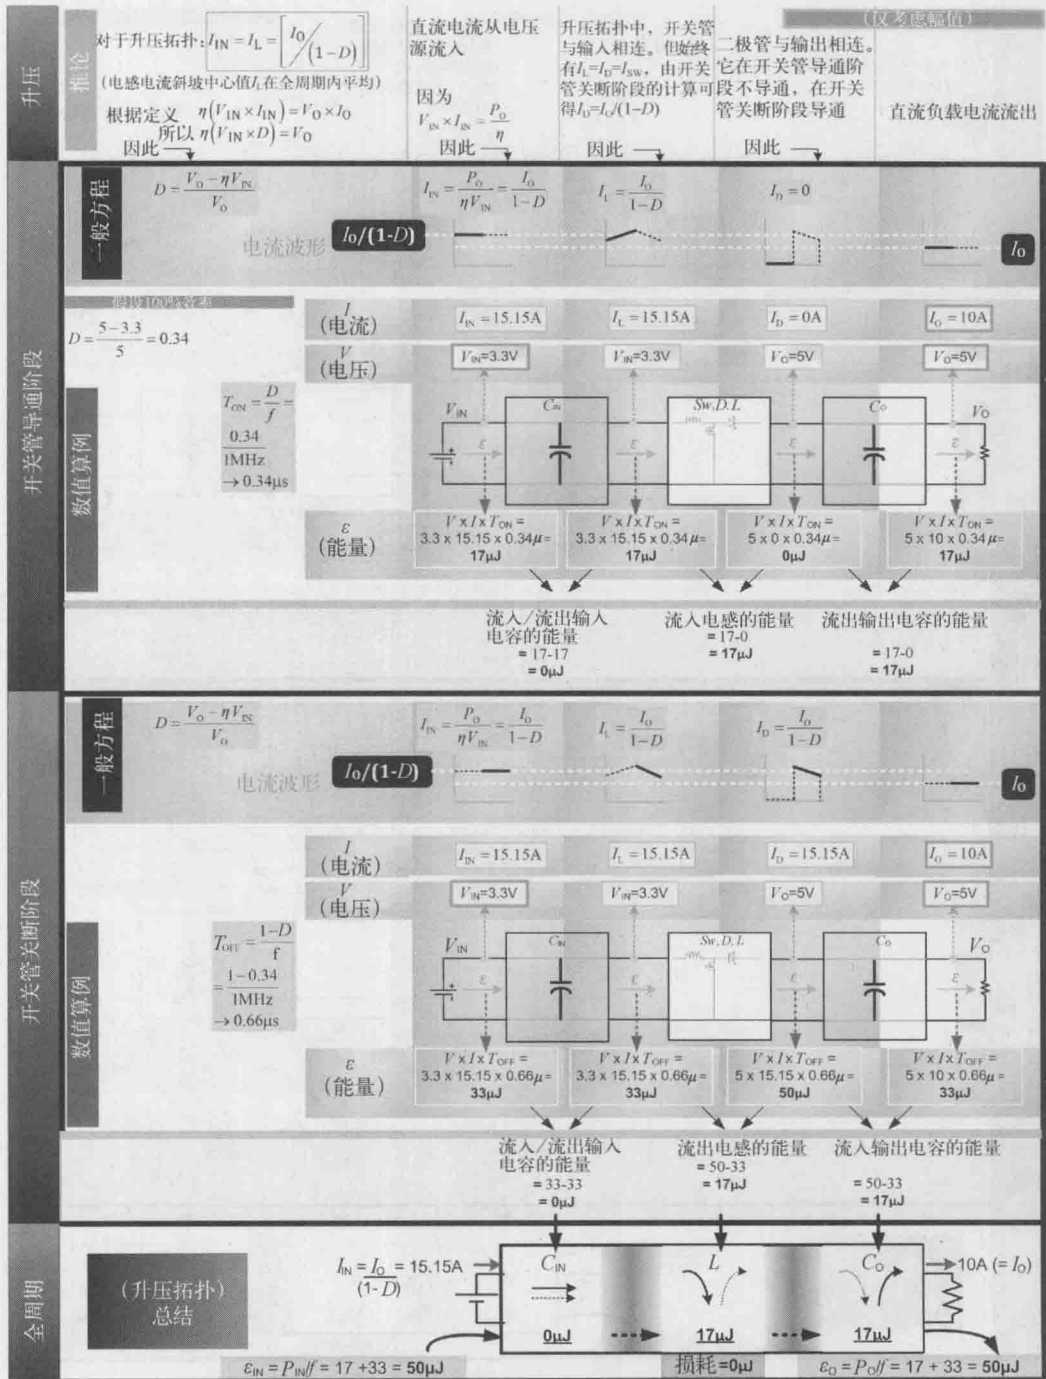 (仅考虑幅值)
升压
推论
对于升压拓扑：I_IN = I_L = [I_O/(1-D)]
(电感电流斜坡中心值I_L在全周期内平均)
根据定义 η(V_IN×I_IN)=V_O×I_O
所以 η(V_IN×D)=V_O
因此
直流电流从电压
源流入
因为
V_IN×I_IN = P_O/η
因此
升压拓扑中，开关管
与输入相连。但始终
有I_L=I_D=I_SW，由开关
管关断阶段的计算可
得I_D=I_O/(1-D)
因此
二极管与输出相连。
它在开关管导通阶
段不导通，在开关
管关断阶段导通
因此
直流负载电流流出
开关管导通阶段
一般方程
D = (V_O - ηV_IN)/V_O
I_IN = P_O/(ηV_IN) = I_O/(1-D)
I_L = I_O/(1-D)
I_D = 0
电流波形
I_O/(1-D)
I_O
假设100%效率
D = (5-3.3)/5 = 0.34
I
(电流)
I_IN = 15.15A
I_L = 15.15A
I_D = 0A
I_O = 10A
V
(电压)
V_IN=3.3V
V_IN=3.3V
V_O=5V
V_O=5V
数值算例
T_ON = D/f =
0.34/1MHz
→ 0.34μs
V_IN
C_IN
Sw, D, L
C_O
V_O
ε
ε
ε
ε
ε
(能量)
V x I x T_ON =
3.3 x 15.15 x 0.34μ=
17μJ
V x I x T_ON =
3.3 x 15.15 x 0.34μ=
17μJ
V x I x T_ON =
5 x 0 x 0.34μ=
0μJ
V x I x T_ON =
5 x 10 x 0.34μ=
17μJ
流入/流出输入
电容的能量
= 17-17
= 0μJ
流入电感的能量
= 17-0
= 17μJ
流出输出电容的能量
= 17-0
= 17μJ
开关管关断阶段
一般方程
D = (V_O - ηV_IN)/V_O
I_IN = P_O/(ηV_IN) = I_O/(1-D)
I_L = I_O/(1-D)
I_D = I_O/(1-D)
电流波形
I_O/(1-D)
I_O
I
(电流)
I_IN = 15.15A
I_L = 15.15A
I_D = 15.15A
I_O = 10A
V
(电压)
V_IN=3.3V
V_IN=3.3V
V_O=5V
V_O=5V
数值算例
T_OFF = (1-D)/f
= (1-0.34)/1MHz
→ 0.66μs
V_IN
C_IN
Sw, D, L
C_O
V_O
ε
ε
ε
ε
ε
(能量)
V x I x T_OFF =
3.3 x 15.15 x 0.66μ=
33μJ
V x I x T_OFF =
3.3 x 15.15 x 0.66μ=
33μJ
V x I x T_OFF =
5 x 15.15 x 0.66μ=
50μJ
V x I x T_OFF =
5 x 10 x 0.66μ=
33μJ
流入/流出输入
电容的能量
= 33-33
= 0μJ
流出电感的能量
= 50-33
= 17μJ
流入输出电容的能量
= 50-33
= 17μJ
全周期
(升压拓扑)
总结
I_IN = I_O/(1-D) = 15.15A
C_IN
L
C_O
10A (= I_O)
0μJ
17μJ
17μJ
ε_IN = P_IN/f = 17 +33 = 50μJ
损耗=0μJ
ε_O = P_O/f = 17 + 33 = 50μJ